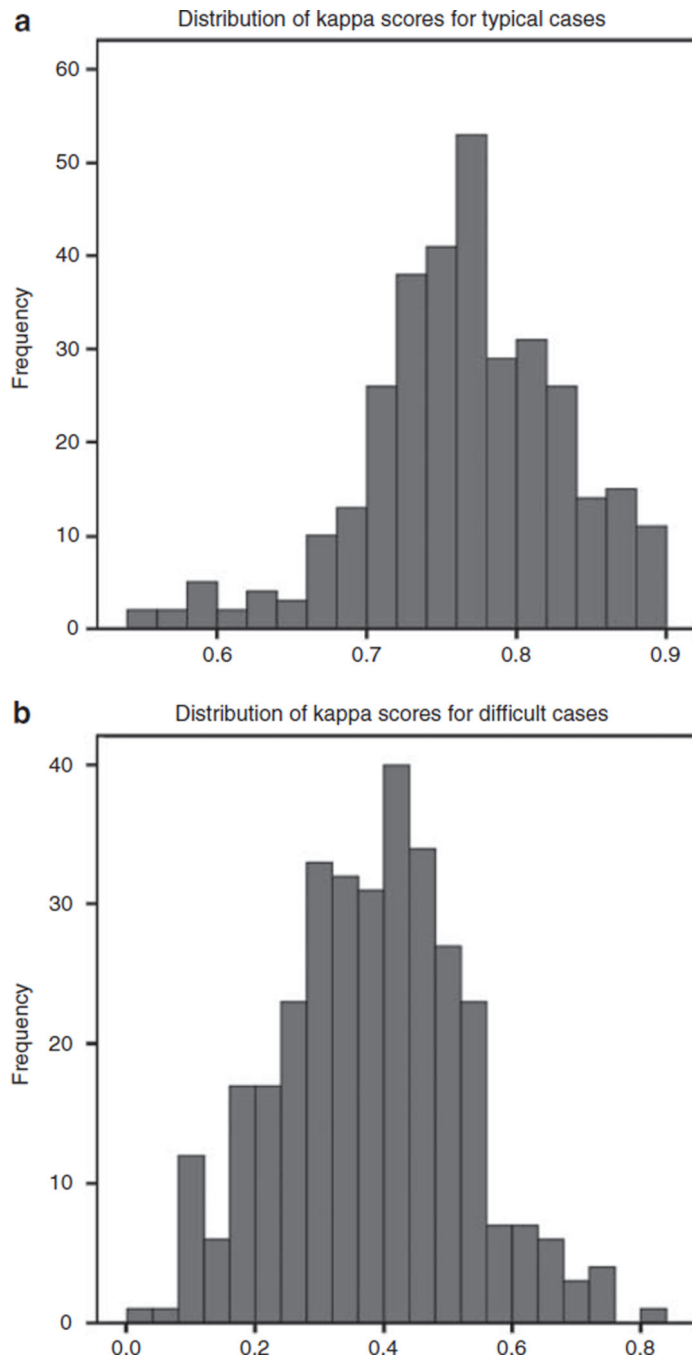 a
Distribution of kappa scores for typical cases
60
50
40
30
20
10
0
Frequency
0.6 0.7 0.8 0.9
b
Distribution of kappa scores for difficult cases
40
30
20
10
0
Frequency
0.0 0.2 0.4 0.6 0.8